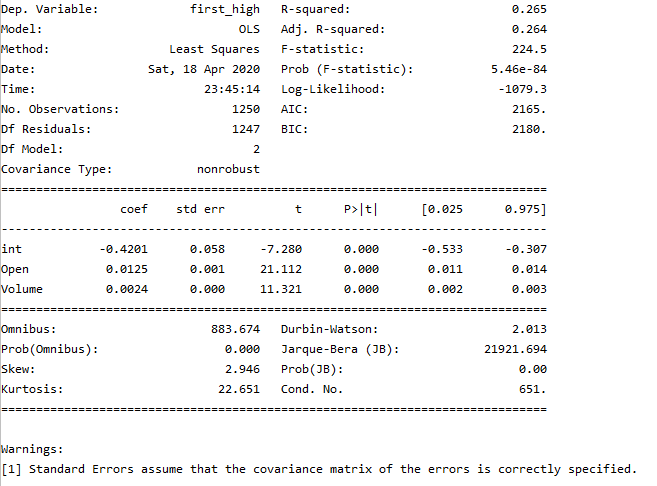 Dep. Variable: first_high R-squared: 0.265
Model: OLS Adj. R-squared: 0.264
Method: Least Squares F-statistic: 224.5
Date: Sat, 18 Apr 2020 Prob (F-statistic): 5.46e-84
Time: 23:45:14 Log-Likelihood: -1079.3
No. Observations: 1250 AIC: 2165.
Df Residuals: 1247 BIC: 2180.
Df Model: 2
Covariance Type: nonrobust
==============================================================================
coef std err t P>|t| [0.025 0.975]
------------------------------------------------------------------------------
int -0.4201 0.058 -7.280 0.000 -0.533 -0.307
Open 0.0125 0.001 21.112 0.000 0.011 0.014
Volume 0.0024 0.000 11.321 0.000 0.002 0.003
==============================================================================
Omnibus: 883.674 Durbin-Watson: 2.013
Prob(Omnibus): 0.000 Jarque-Bera (JB): 21921.694
Skew: 2.946 Prob(JB): 0.00
Kurtosis: 22.651 Cond. No. 651.
==============================================================================
Warnings:
[1] Standard Errors assume that the covariance matrix of the errors is correctly specified.